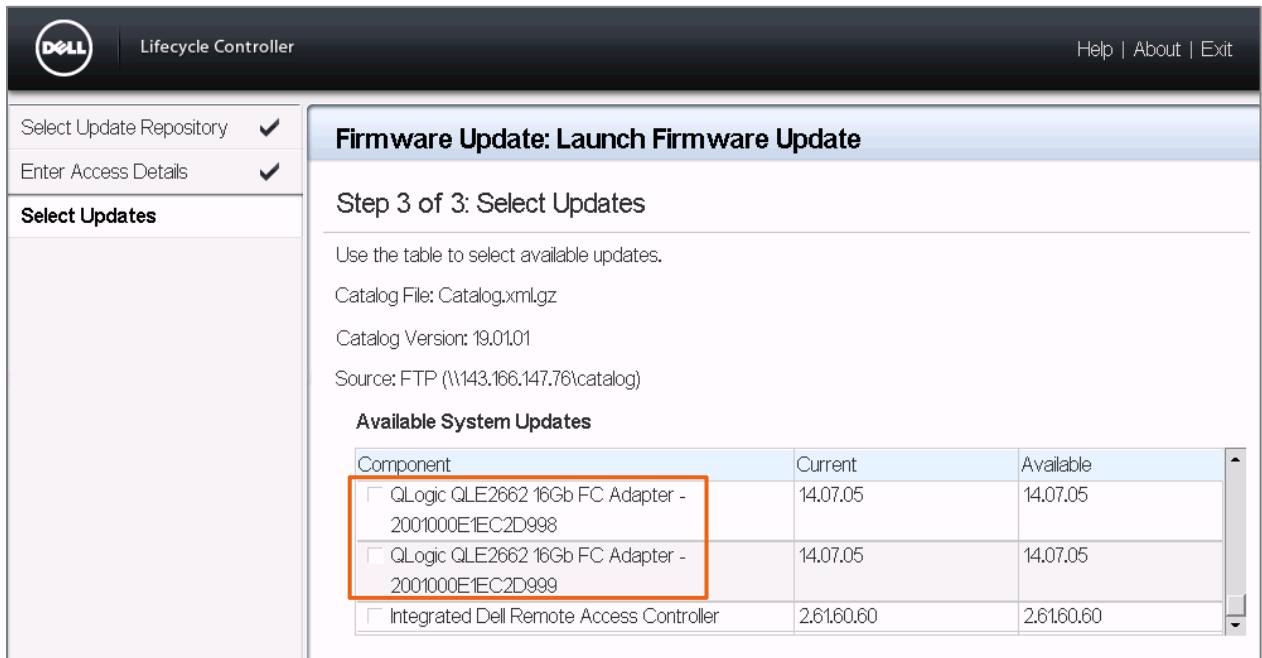 DELL
Lifecycle Controller
Help | About | Exit
Select Update Repository
Enter Access Details
Select Updates
Firmware Update: Launch Firmware Update
Step 3 of 3: Select Updates
Use the table to select available updates.
Catalog File: Catalog.xml.gz
Catalog Version: 19.01.01
Source: FTP (\\143.166.147.76\catalog)
Available System Updates
Component Current Available
QLogic QLE2662 16Gb FC Adapter - 14.07.05 14.07.05
2001000E1EC2D998
QLogic QLE2662 16Gb FC Adapter - 14.07.05 14.07.05
2001000E1EC2D999
Integrated Dell Remote Access Controller 2.61.60.60 2.61.60.60